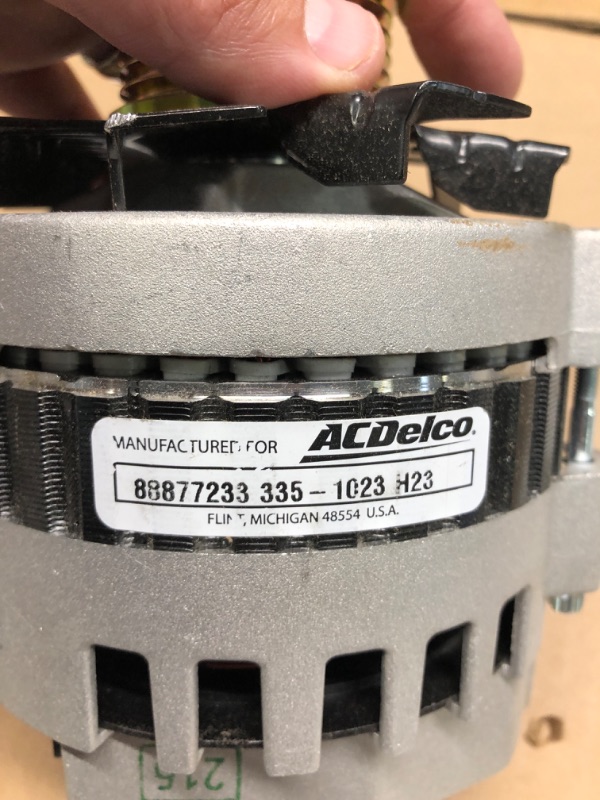 MANUFACTURED FOR ACDelco
88877233 335-1023 H23
FLINT, MICHIGAN 48554 U.S.A.
215